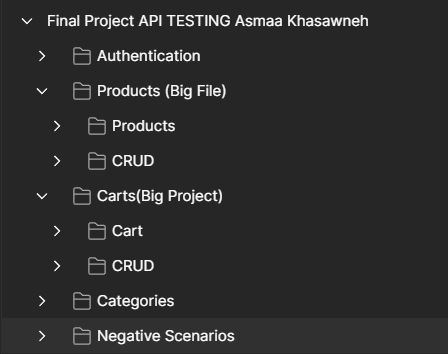 Final Project API TESTING Asmaa Khasawneh
Authentication
Products (Big File)
Products
CRUD
Carts(Big Project)
Cart
CRUD
Categories
Negative Scenarios